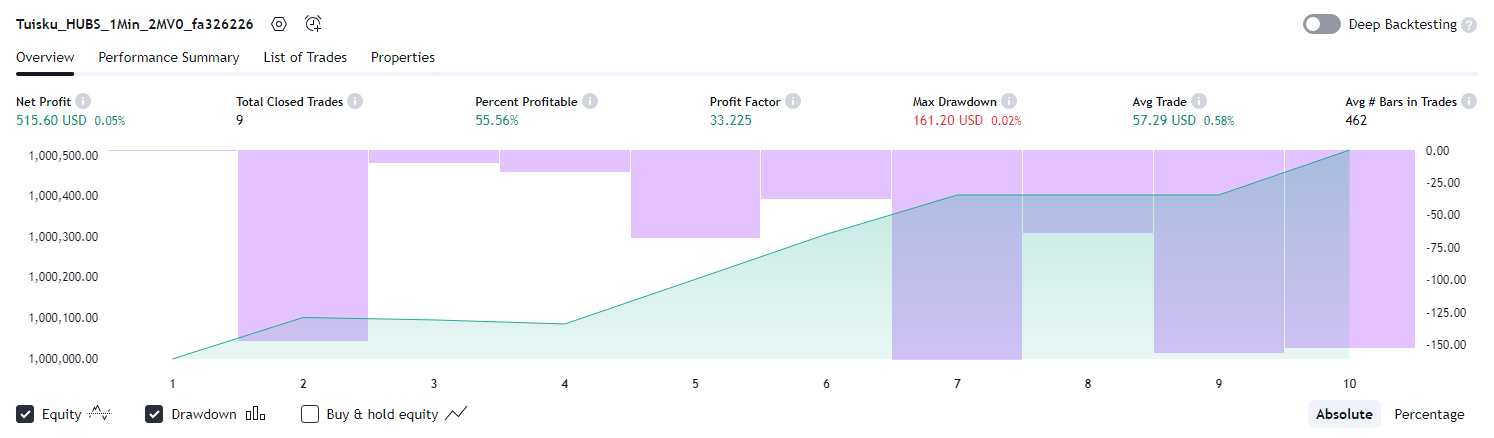 Tuisku_HUBS_1Min_2MV0_fa326226
Deep Backtesting ?
Overview Performance Summary List of Trades Properties
Net Profit i Total Closed Trades i Percent Profitable i Profit Factor i Max Drawdown i Avg Trade i Avg # Bars in Trades i
515.60 USD 0.05% 9 55.56% 33.225 161.20 USD 0.02% 57.29 USD 0.58% 462
1,000,500.00 0.00
1,000,400.00 -25.00
1,000,300.00 -50.00
1,000,200.00 -75.00
1,000,100.00 -100.00
1,000,000.00 -125.00
-150.00
1 2 3 4 5 6 7 8 9 10
Equity Drawdown Buy & hold equity Absolute Percentage